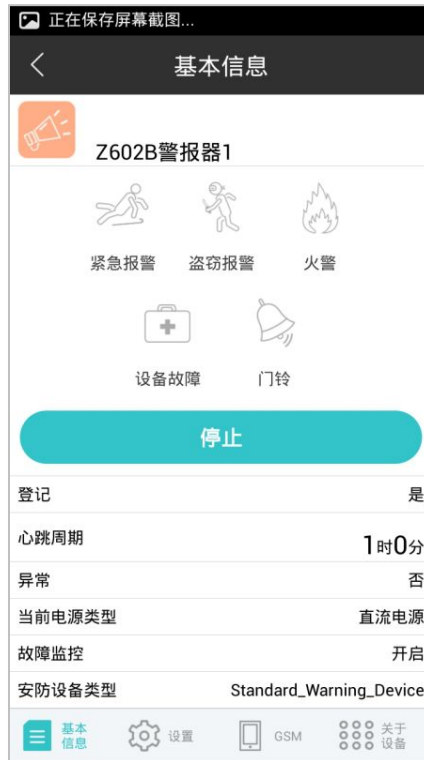 正在保存屏幕截图...
基本信息
Z602B警报器1
紧急报警 盗窃报警 火警
设备故障 门铃
停止
登记 是
心跳周期 1时0分
异常 否
当前电源类型 直流电源
故障监控 开启
安防设备类型 Standard_Warning_Device
基本信息 设置 GSM 关于设备